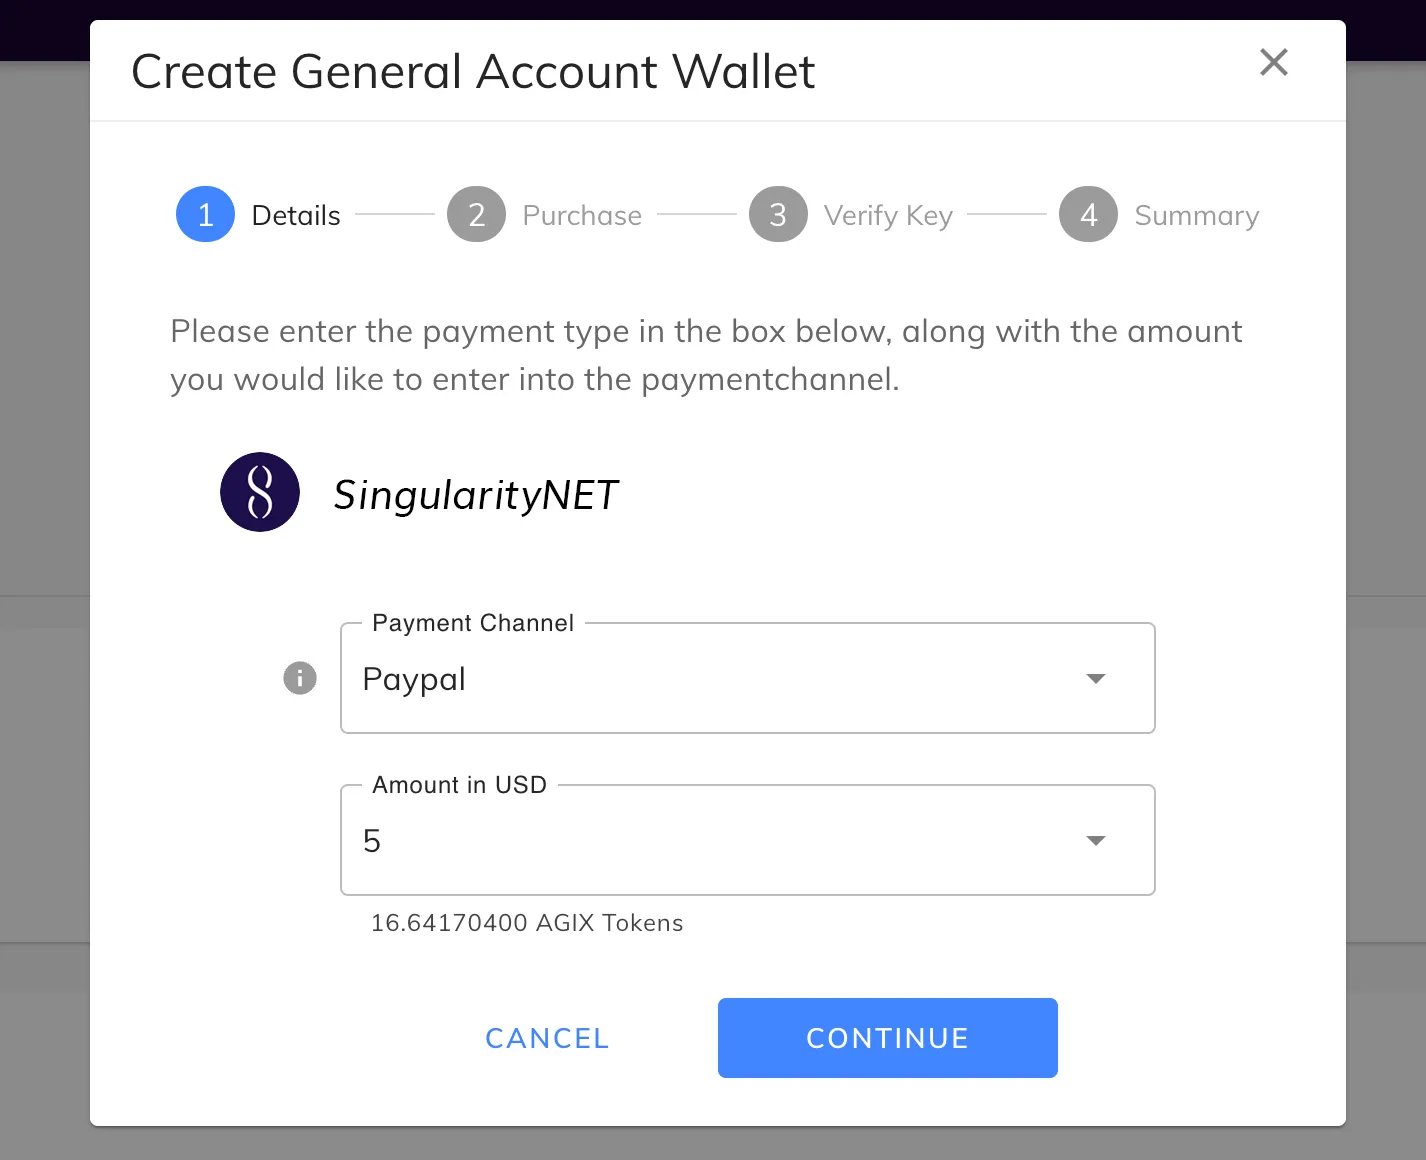 Create General Account Wallet
1 Details 2 Purchase 3 Verify Key 4 Summary
Please enter the payment type in the box below, along with the amount
you would like to enter into the paymentchannel.
SingularityNET
Payment Channel
Paypal
Amount in USD
5
16.64170400 AGIX Tokens
CANCEL CONTINUE